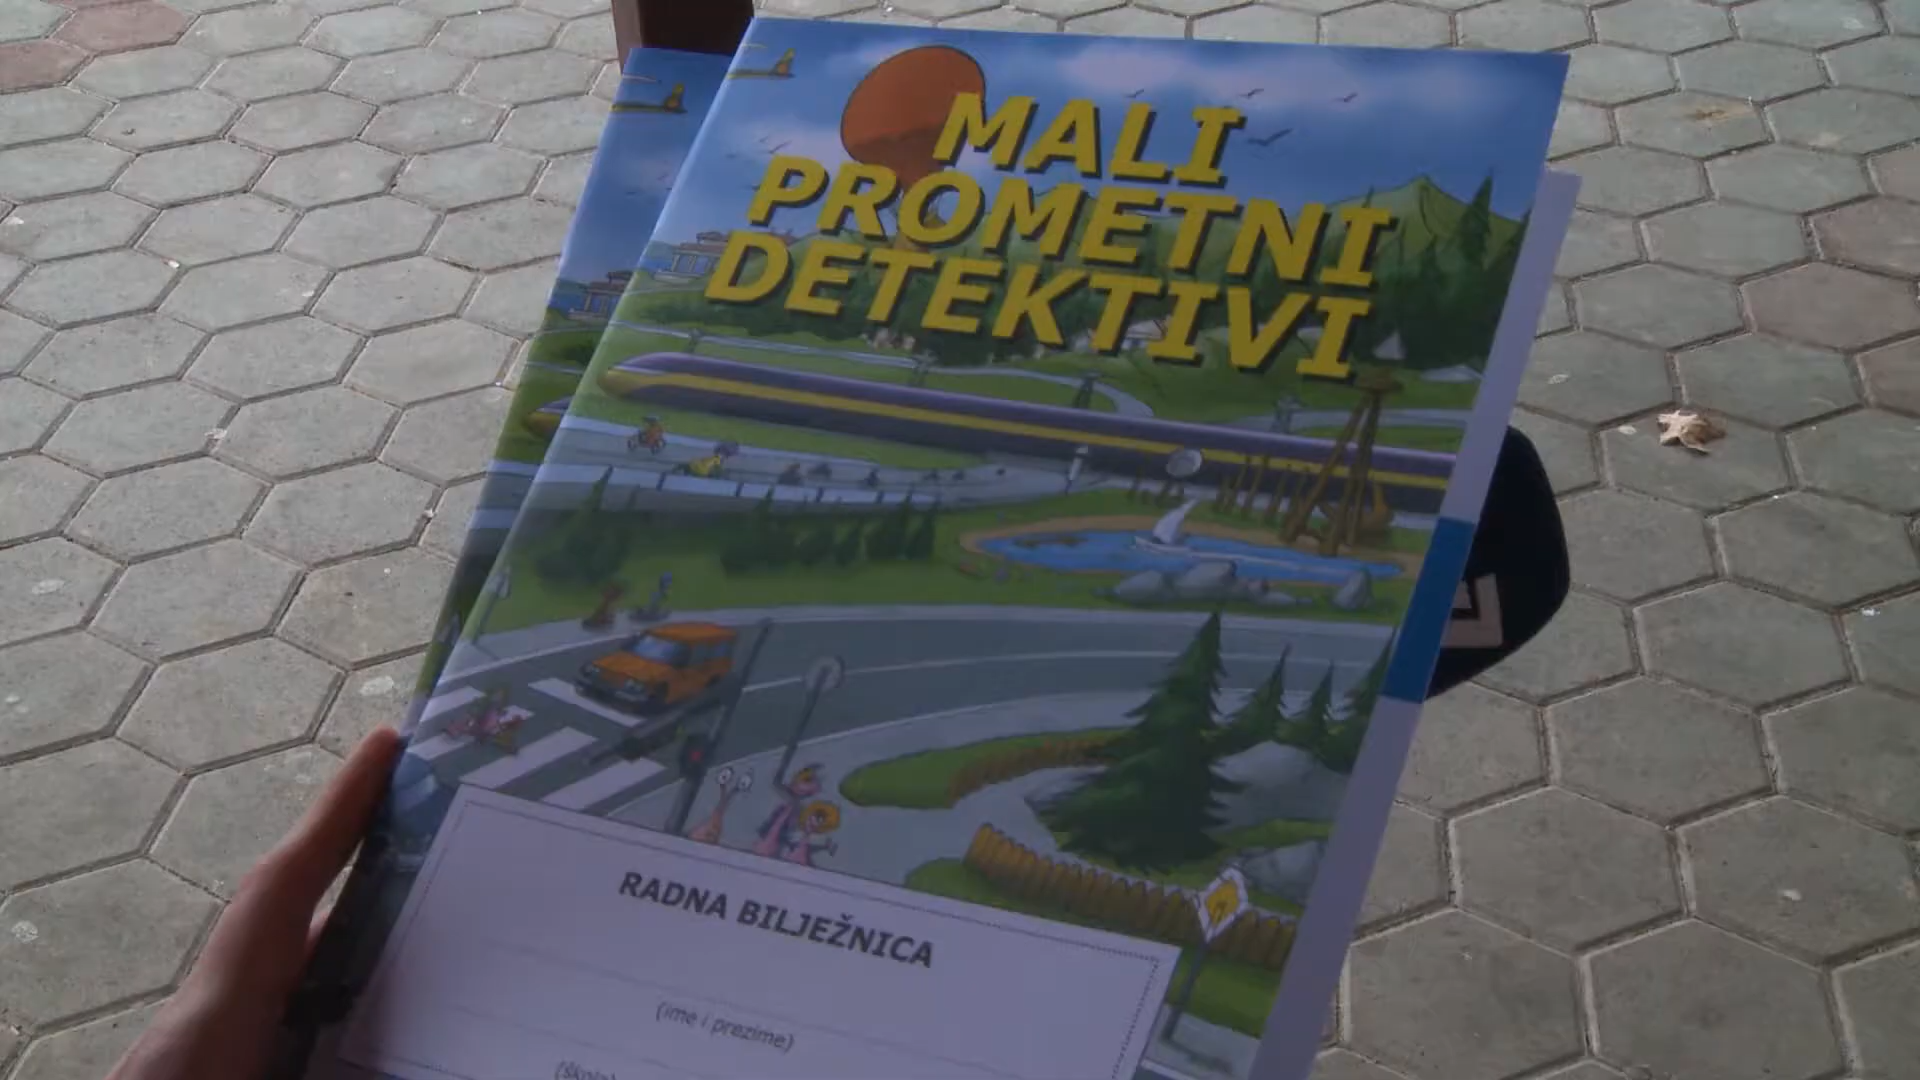 MALI
PROMETNI
DETEKTIVI
RADNA BILJEŽNICA
(ime i prezime)